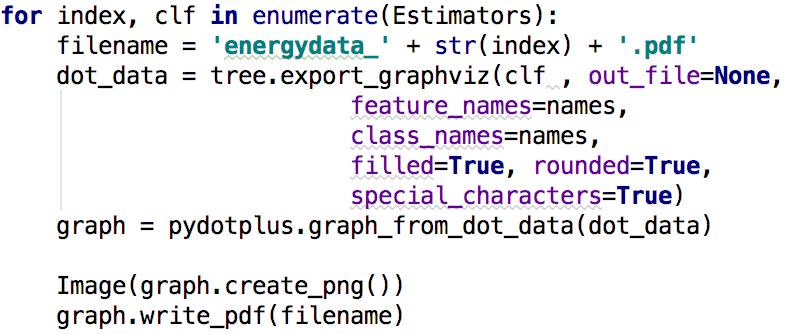 for index, clf in enumerate(Estimators):
    filename = 'energydata_' + str(index) + '.pdf'
    dot_data = tree.export_graphviz(clf , out_file=None,
                         feature_names=names,
                         class_names=names,
                         filled=True, rounded=True,
                         special_characters=True)
    graph = pydotplus.graph_from_dot_data(dot_data)

    Image(graph.create_png())
    graph.write_pdf(filename)